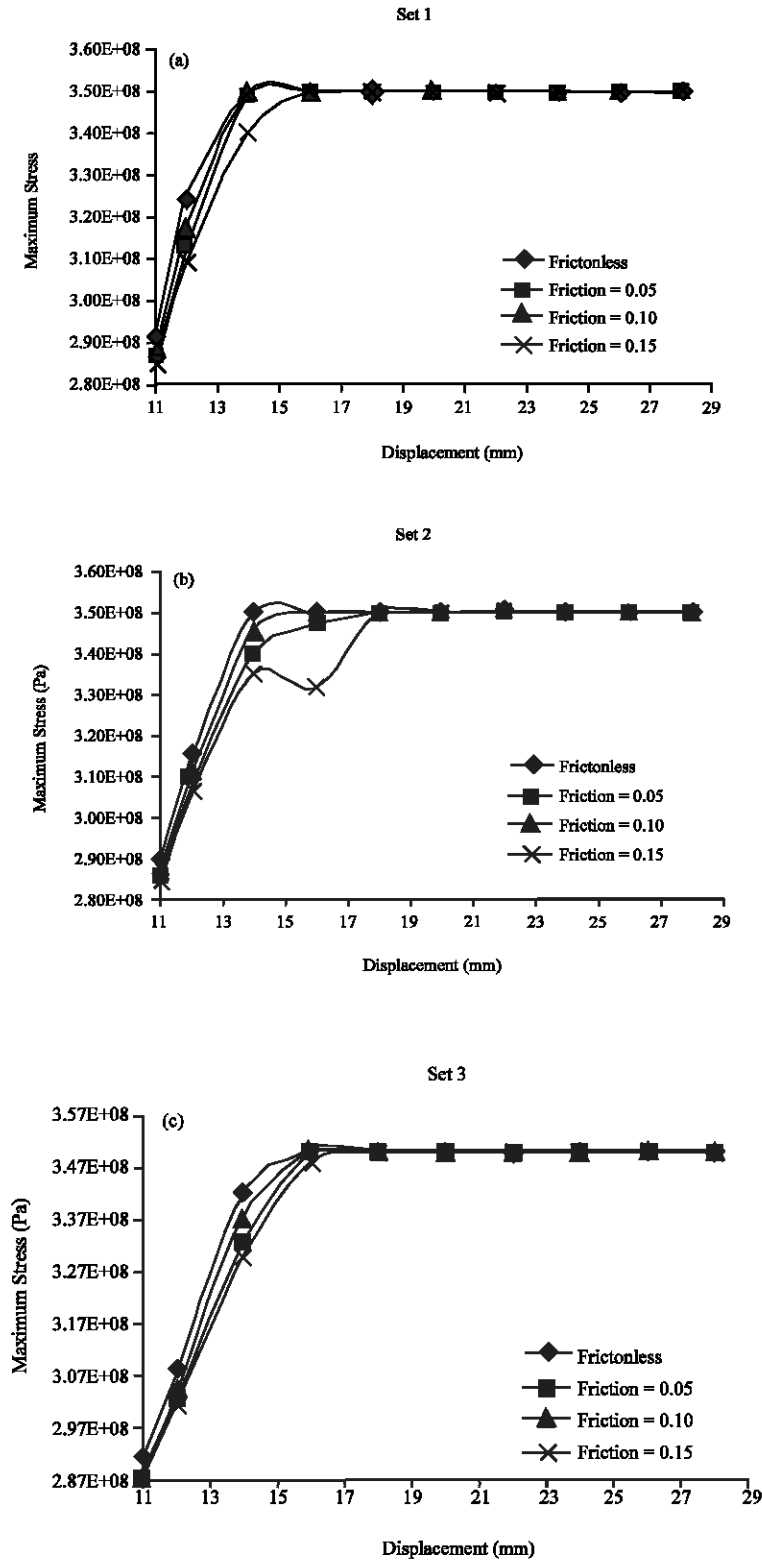 Set 1
(a)
3.60E+08
3.50E+08
3.40E+08
3.30E+08
3.20E+08
3.10E+08
3.00E+08
2.90E+08
2.80E+08
Maximum Stress
11 12 13 15 17 19 21 22 23 25 27 28 29
Displacement (mm)
Frictonless
Friction = 0.05
Friction = 0.10
Friction = 0.15
Set 2
(b)
3.60E+08
3.50E+08
3.40E+08
3.30E+08
3.20E+08
3.10E+08
3.00E+08
2.90E+08
2.80E+08
Maximum Stress (Pa)
11 13 15 17 19 21 23 25 27 29
Displacement (mm)
Frictonless
Friction = 0.05
Friction = 0.10
Friction = 0.15
Set 3
(c)
3.57E+08
3.47E+08
3.37E+08
3.27E+08
3.17E+08
3.07E+08
2.97E+08
2.87E+08
Maximum Stress (Pa)
11 13 15 17 19 21 23 25 27 29
Displacement (mm)
Frictonless
Friction = 0.05
Friction = 0.10
Friction = 0.15